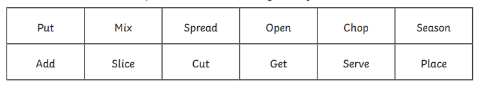 Put Mix Spread Open Chop Season
Add Slice Cut Get Serve Place